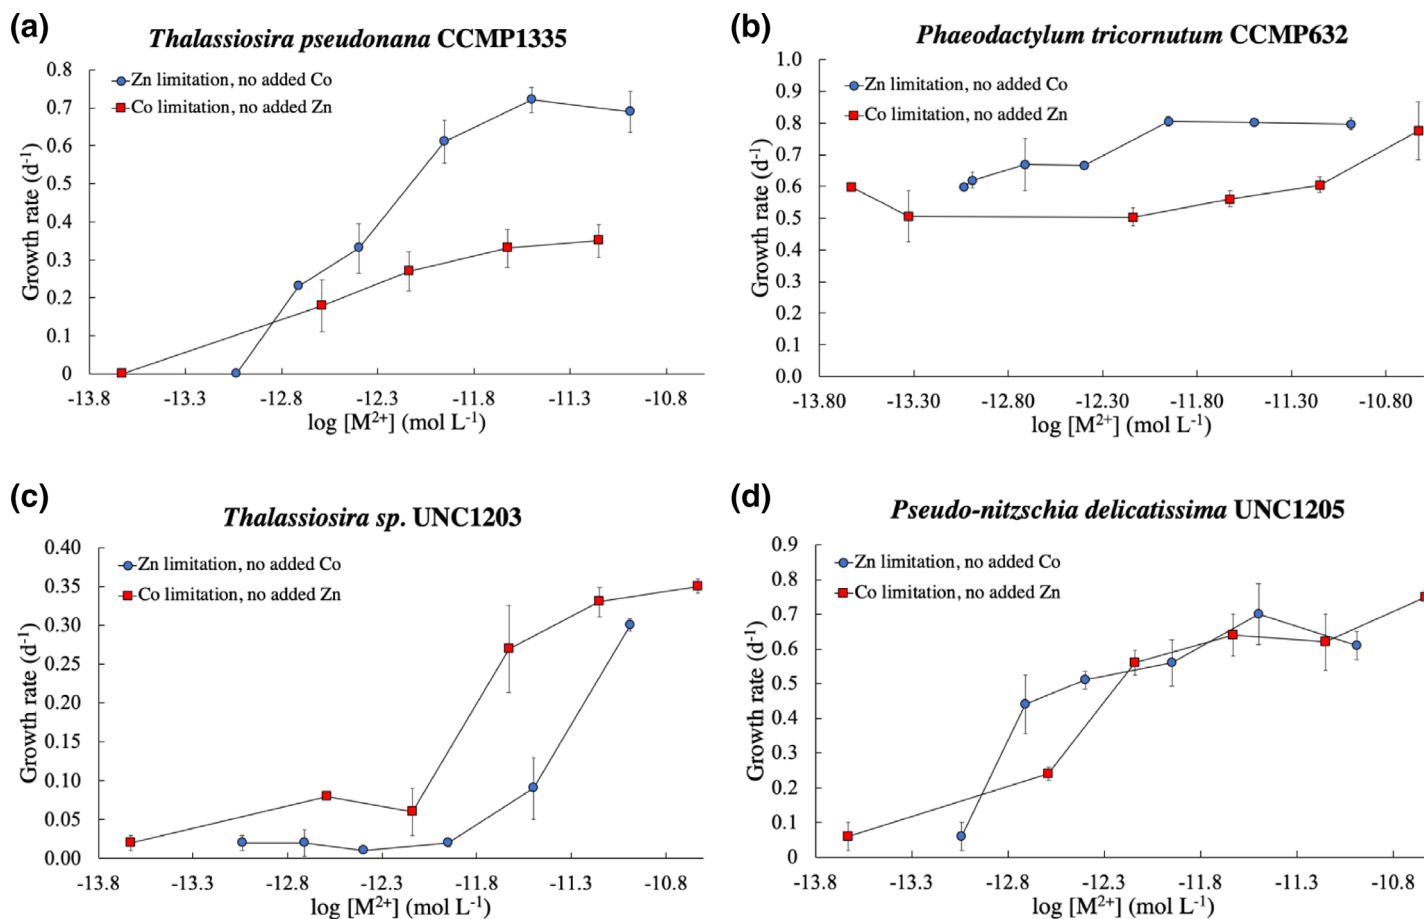 (a)
Thalassiosira pseudonana CCMP1335
Zn limitation, no added Co
Co limitation, no added Zn
Growth rate (d-1)
0.8
0.7
0.6
0.5
0.4
0.3
0.2
0.1
0
-13.8 -13.3 -12.8 -12.3 -11.8 -11.3 -10.8
log [M2+] (mol L-1)
(b)
Phaeodactylum tricornutum CCMP632
Zn limitation, no added Co
Co limitation, no added Zn
Growth rate (d-1)
1.0
0.9
0.8
0.7
0.6
0.5
0.4
0.3
0.2
0.1
0.0
-13.80 -13.30 -12.80 -12.30 -11.80 -11.30 -10.80
log [M2+] (mol L-1)
(c)
Thalassiosira sp. UNC1203
Zn limitation, no added Co
Co limitation, no added Zn
Growth rate (d-1)
0.40
0.35
0.30
0.25
0.20
0.15
0.10
0.05
0.00
-13.8 -13.3 -12.8 -12.3 -11.8 -11.3 -10.8
log [M2+] (mol L-1)
(d)
Pseudo-nitzschia delicatissima UNC1205
Zn limitation, no added Co
Co limitation, no added Zn
Growth rate (d-1)
0.9
0.8
0.7
0.6
0.5
0.4
0.3
0.2
0.1
0
-13.8 -13.3 -12.8 -12.3 -11.8 -11.3 -10.8
log [M2+] (mol L-1)